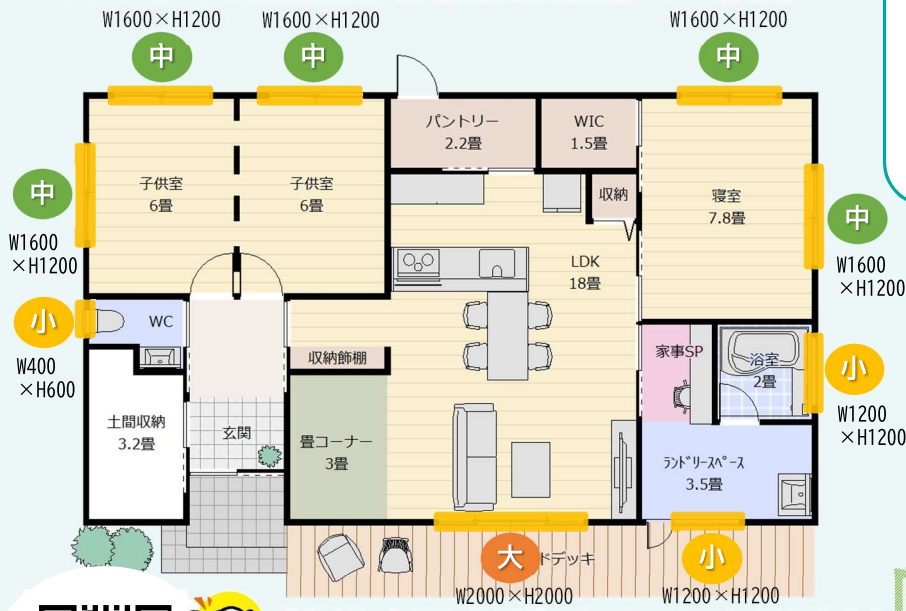 W1600×H1200
W1600×H1200
W1600×H1200
中
中
中
パントリー
2.2畳
WIC
1.5畳
中
子供室
6畳
子供室
6畳
収納
寝室
7.8畳
中
W1600
×H1200
W1600
×H1200
LDK
18畳
小
WC
W400
×H600
収納飾棚
家事SP
浴室
2畳
小
W1200
×H1200
土間収納
3.2畳
玄関
畳コーナー
3畳
ﾗﾝﾄﾞﾘｰｽﾍﾟｰｽ
3.5畳
大
ドデッキ
小
W2000×H2000
W1200×H1200